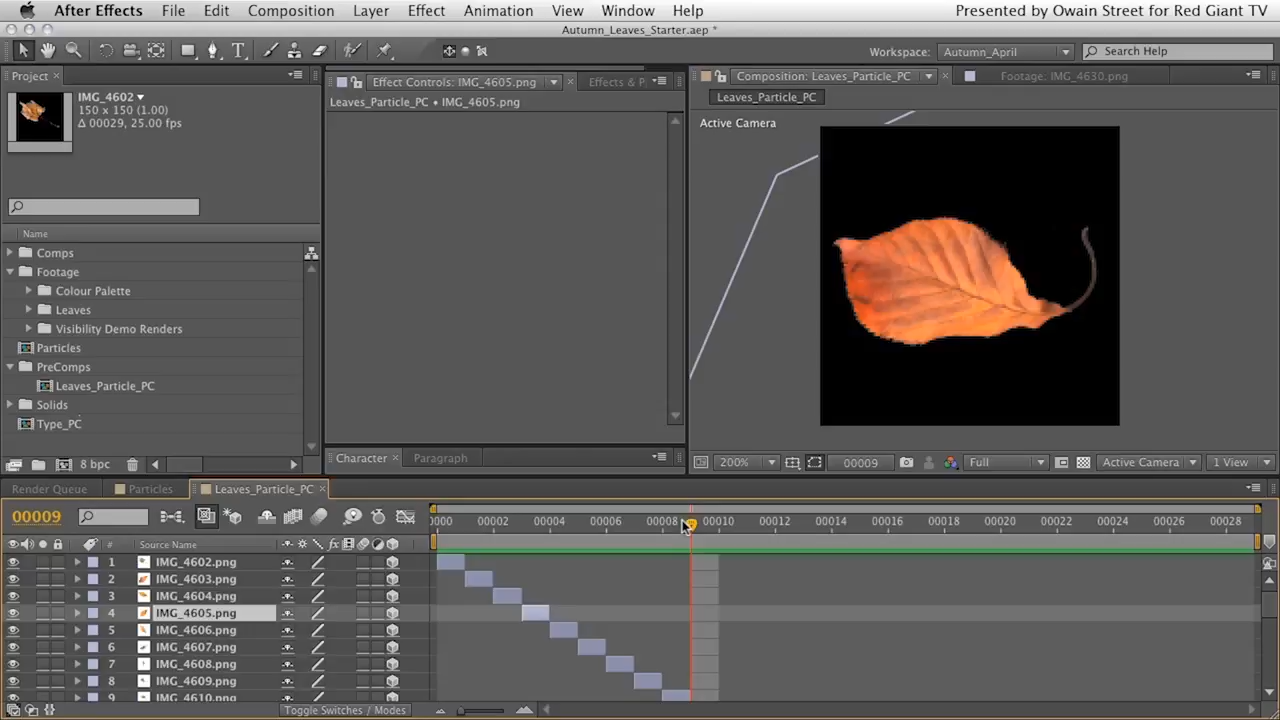 After Effects File Edit Composition Layer Effect Animation View Window Help Presented by Owain Street for Red Giant TV
Autumn_Leaves_Starter.aep *
Workspace: Autumn_April Search Help
Project × Effect Controls: IMG_4605.png × Effects & P Composition: Leaves_Particle_PC × Footage: IMG_4630.png
IMG_4602 Leaves_Particle_PC • IMG_4605.png Leaves_Particle_PC
150 x 150 (1.00)
Δ 00029, 25.00 fps
Active Camera
Name
Comps
Footage
Colour Palette
Leaves
Visibility Demo Renders
Particles
PreComps
Leaves_Particle_PC
Solids
Type_PC
8 bpc Character × Paragraph 200% 00009 Full Active Camera 1 View
Render Queue Particles Leaves_Particle_PC ×
00009 0000 00002 00004 00006 00008 00010 00012 00014 00016 00018 00020 00022 00024 00026 00028
# Source Name fx
1 IMG_4602.png
2 IMG_4603.png
3 IMG_4604.png
4 IMG_4605.png
5 IMG_4606.png
6 IMG_4607.png
7 IMG_4608.png
8 IMG_4609.png
9 IMG_4610.png
Toggle Switches / Modes